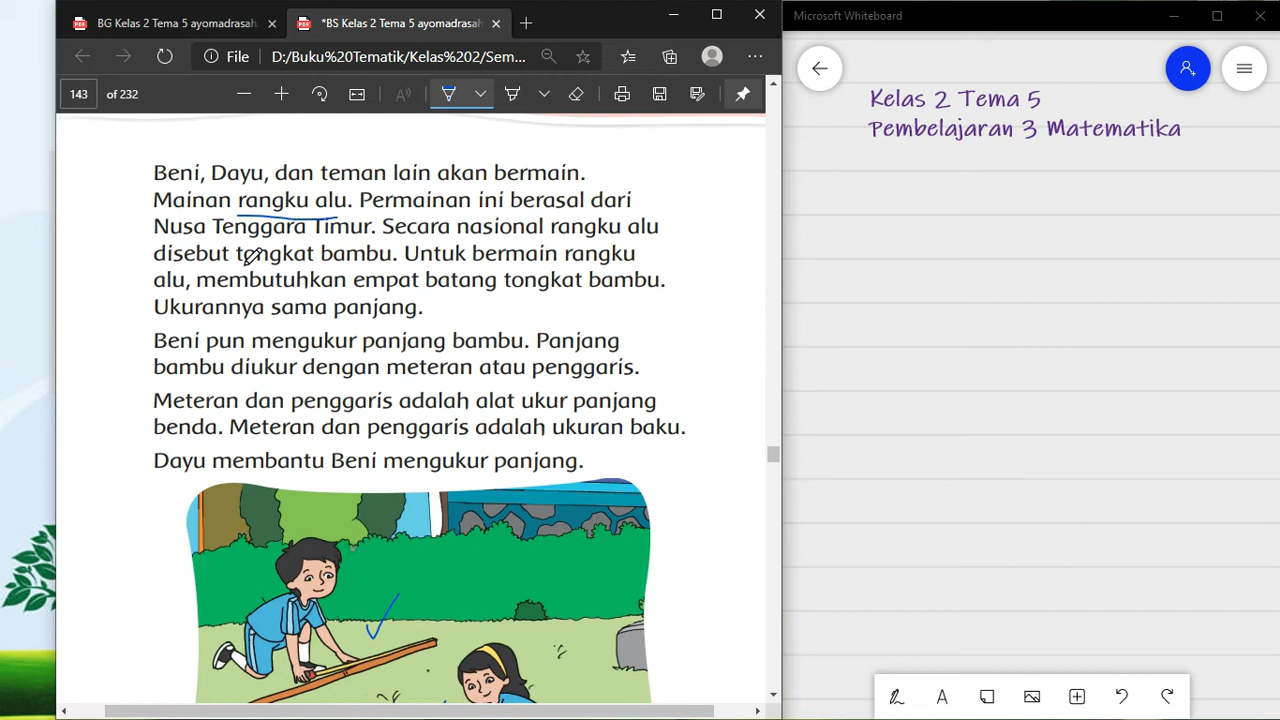 BG Kelas 2 Tema 5 ayomadrasah.
*BS Kelas 2 Tema 5 ayomadrasah.
Microsoft Whiteboard
File
D:/Buku%20Tematik/Kelas%202/Sem...
143 of 232
Kelas 2 Tema 5
Pembelajaran 3 Matematika
Beni, Dayu, dan teman lain akan bermain.
Mainan rangku alu. Permainan ini berasal dari
Nusa Tenggara Timur. Secara nasional rangku alu
disebut tongkat bambu. Untuk bermain rangku
alu, membutuhkan empat batang tongkat bambu.
Ukurannya sama panjang.
Beni pun mengukur panjang bambu. Panjang
bambu diukur dengan meteran atau penggaris.
Meteran dan penggaris adalah alat ukur panjang
benda. Meteran dan penggaris adalah ukuran baku.
Dayu membantu Beni mengukur panjang.